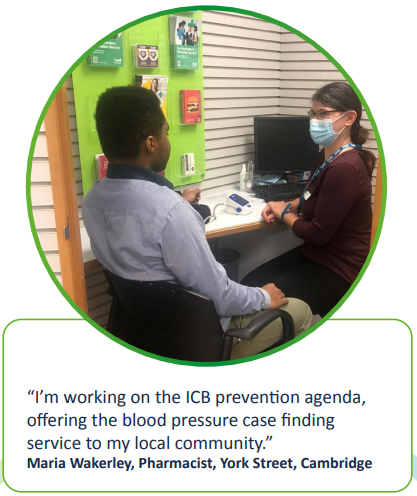 “I’m working on the ICB prevention agenda,
offering the blood pressure case finding
service to my local community.”
Maria Wakerley, Pharmacist, York Street, Cambridge